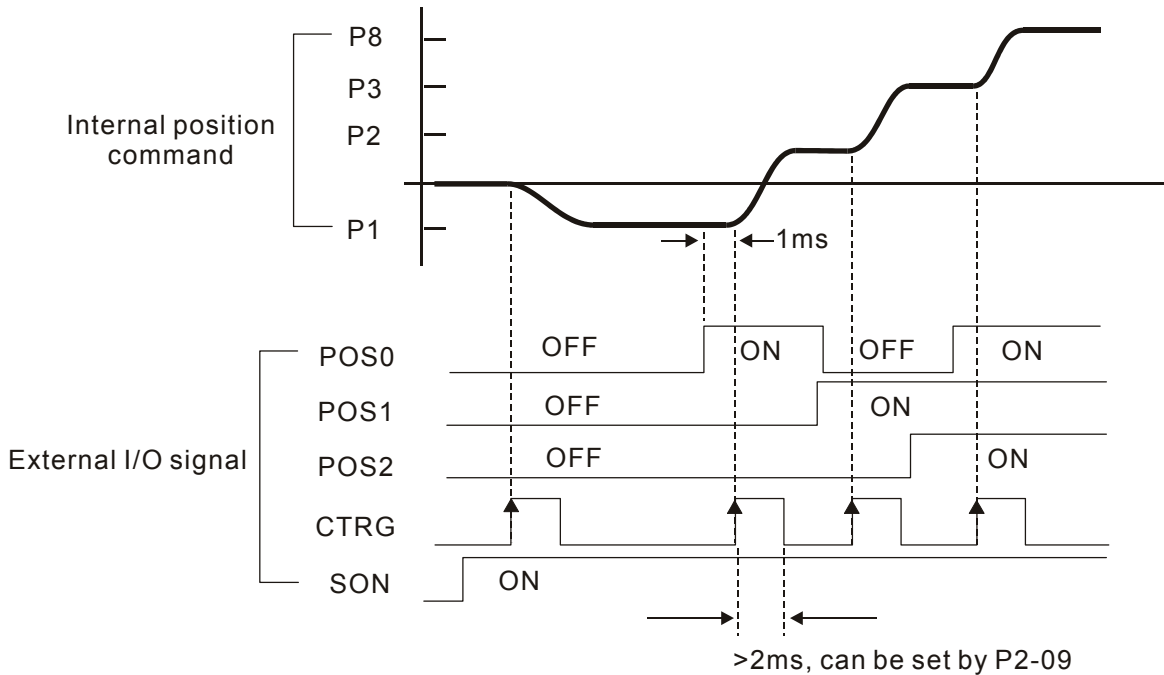 P8
P3
Internal position
command
P2
P1
1ms
POS0
OFF
ON
OFF
ON
POS1
OFF
ON
External I/O signal
POS2
OFF
ON
CTRG
SON
ON
>2ms, can be set by P2-09